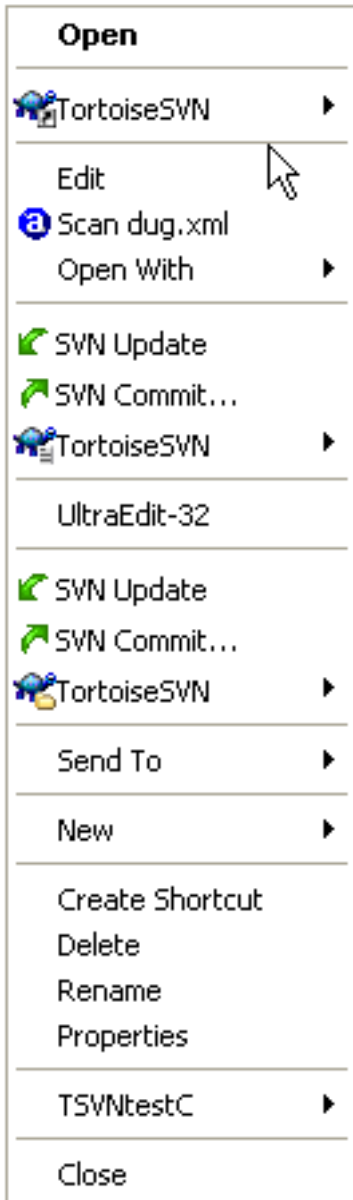 Open
TortoiseSVN
Edit
Scan dug.xml
Open With
SVN Update
SVN Commit...
TortoiseSVN
UltraEdit-32
SVN Update
SVN Commit...
TortoiseSVN
Send To
New
Create Shortcut
Delete
Rename
Properties
TSVNtestC
Close